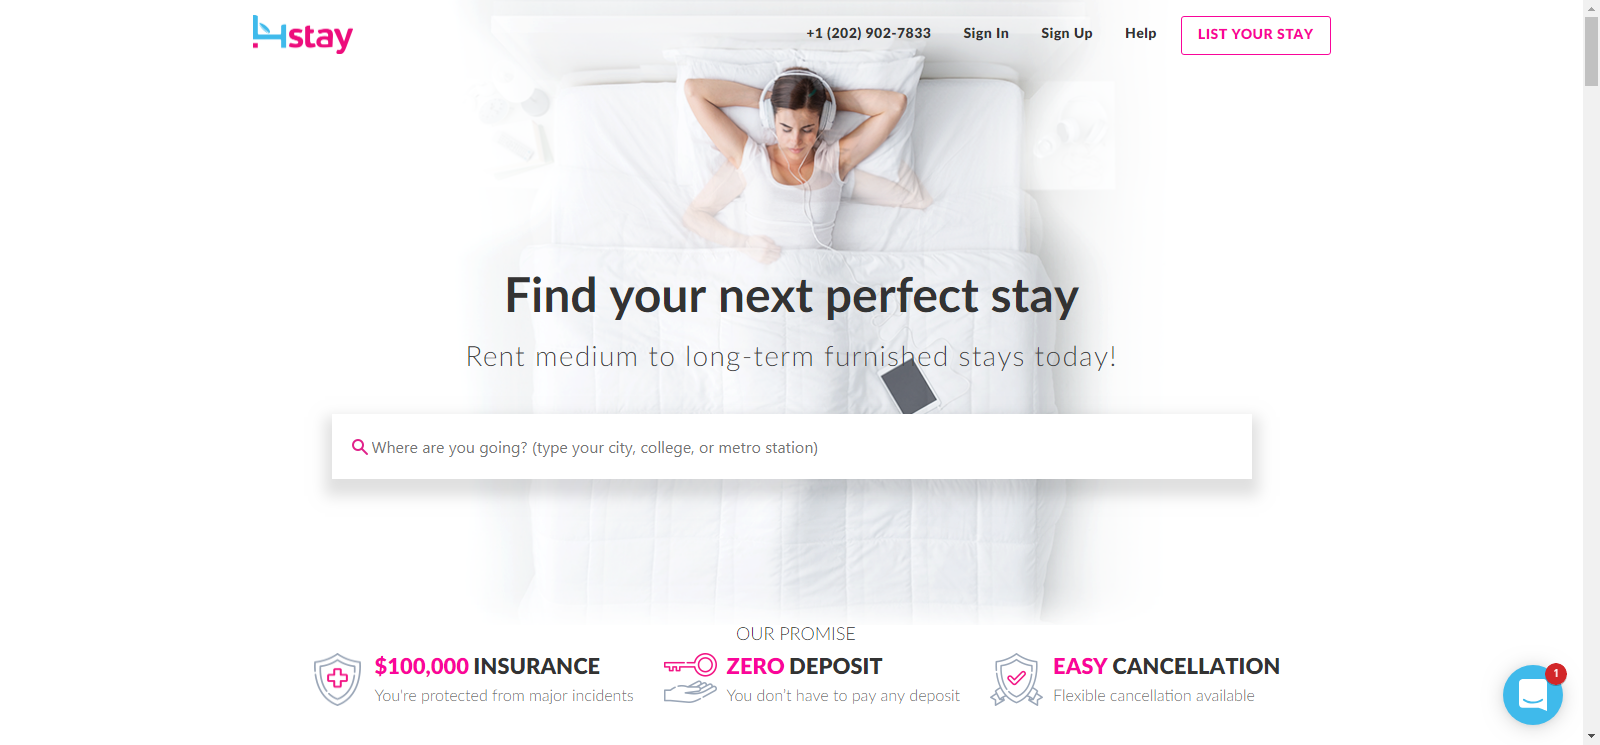 4stay
+1 (202) 902-7833 Sign In Sign Up Help LIST YOUR STAY
Find your next perfect stay
Rent medium to long-term furnished stays today!
Where are you going? (type your city, college, or metro station)
OUR PROMISE
$100,000 INSURANCE
You're protected from major incidents
ZERO DEPOSIT
You don't have to pay any deposit
EASY CANCELLATION
Flexible cancellation available
1